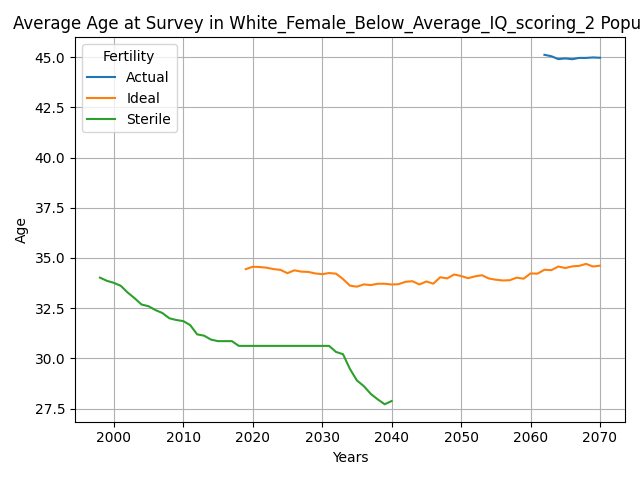 Average Age at Survey in White_Female_Below_Average_IQ_scoring_2 Popu
Fertility
Actual
Ideal
Sterile
45.0
42.5
40.0
37.5
35.0
32.5
30.0
27.5
Age
2000 2010 2020 2030 2040 2050 2060 2070
Years